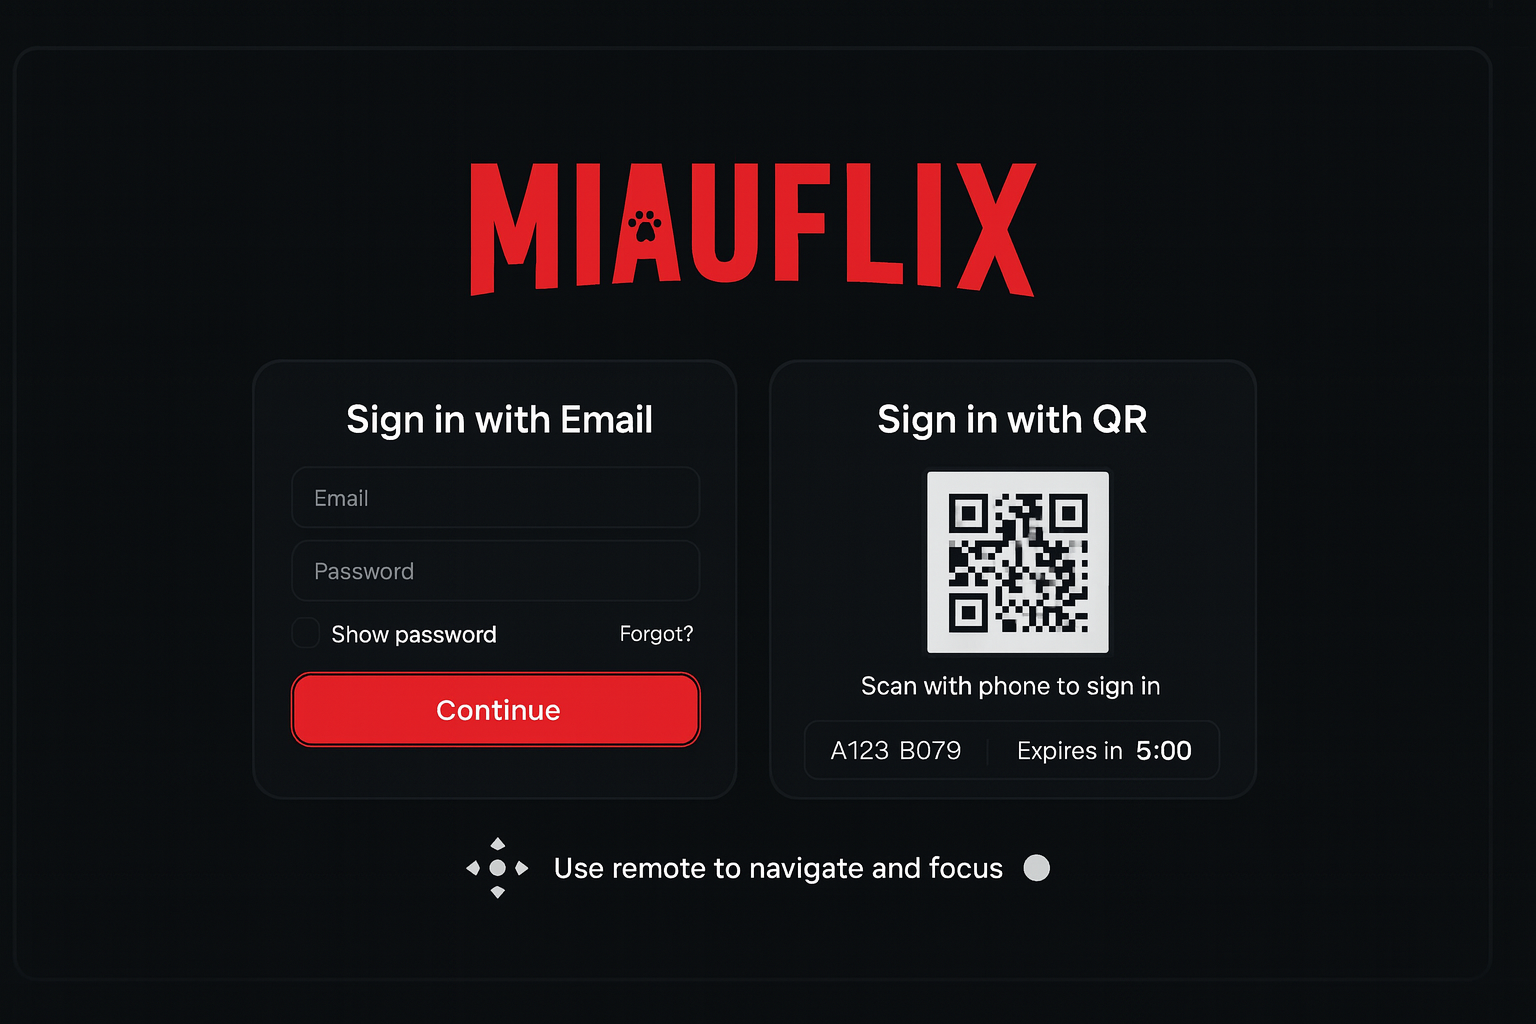 MIAUFLIX
Sign in with Email
Email
Password
Show password
Forgot?
Continue
Sign in with QR
Scan with phone to sign in
A123 B079
Expires in 5:00
Use remote to navigate and focus